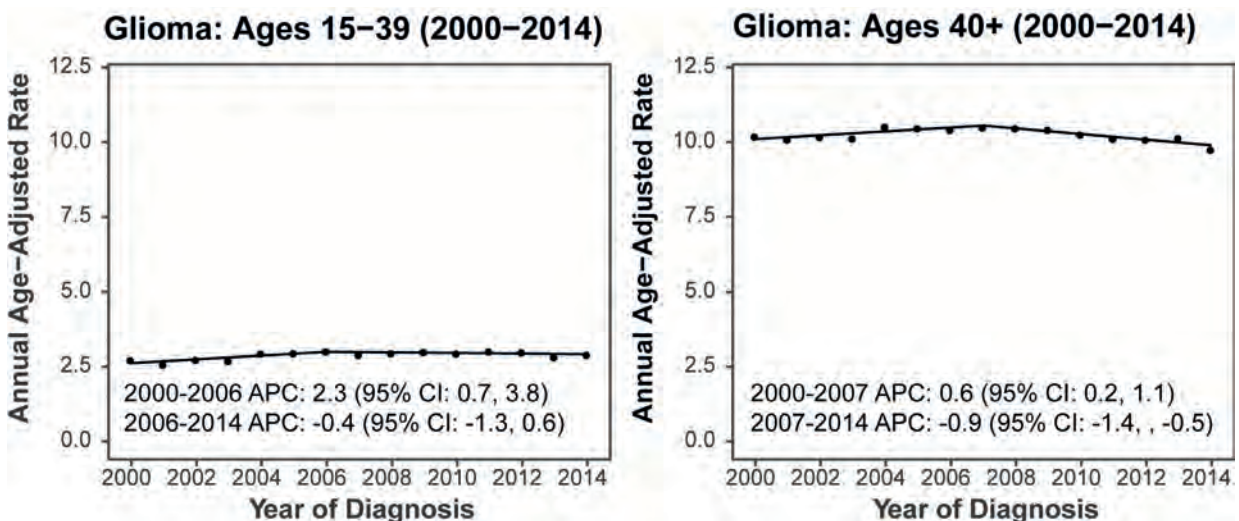 Glioma: Ages 15−39 (2000−2014)
12.5
10.0
7.5
5.0
2.5
0.0
Annual Age−Adjusted Rate
2000-2006 APC: 2.3 (95% CI: 0.7, 3.8)
2006-2014 APC: -0.4 (95% CI: -1.3, 0.6)
2000 2002 2004 2006 2008 2010 2012 2014
Year of Diagnosis
Glioma: Ages 40+ (2000−2014)
12.5
10.0
7.5
5.0
2.5
0.0
Annual Age−Adjusted Rate
2000-2007 APC: 0.6 (95% CI: 0.2, 1.1)
2007-2014 APC: -0.9 (95% CI: -1.4, , -0.5)
2000 2002 2004 2006 2008 2010 2012 2014
Year of Diagnosis